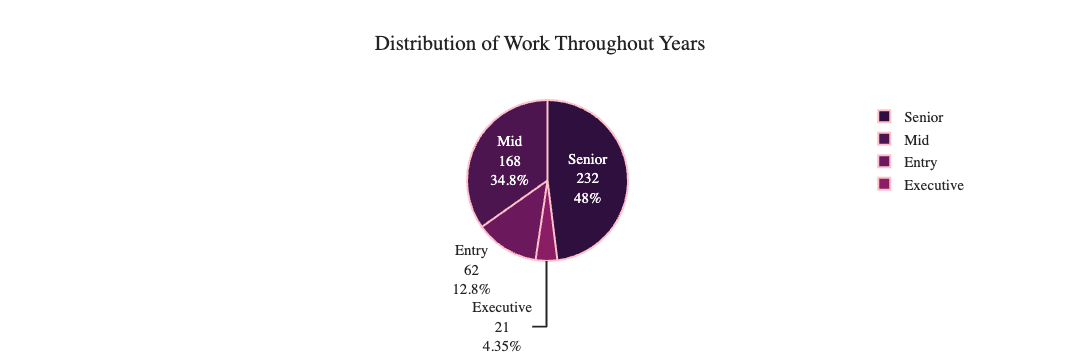 Distribution of Work Throughout Years
Mid
168
34.8%
Senior
232
48%
Entry
62
12.8%
Executive
21
4.35%
Senior
Mid
Entry
Executive